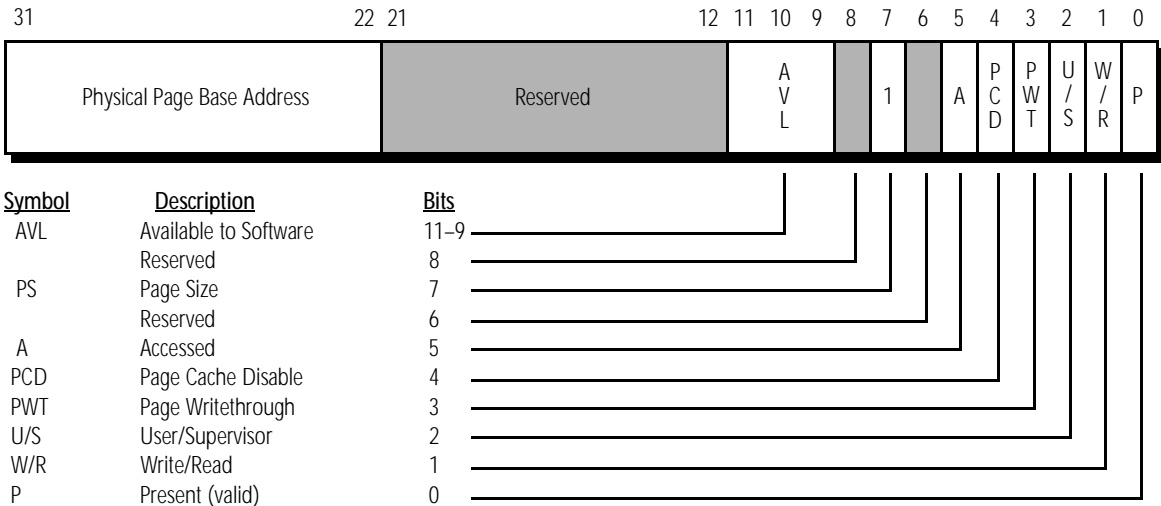 31 22 21 12 11 10 9 8 7 6 5 4 3 2 1 0
Physical Page Base Address Reserved AVL 1 A PCD PWT U/S W/R P
Symbol Description Bits
AVL Available to Software 11–9
Reserved 8
PS Page Size 7
Reserved 6
A Accessed 5
PCD Page Cache Disable 4
PWT Page Writethrough 3
U/S User/Supervisor 2
W/R Write/Read 1
P Present (valid) 0